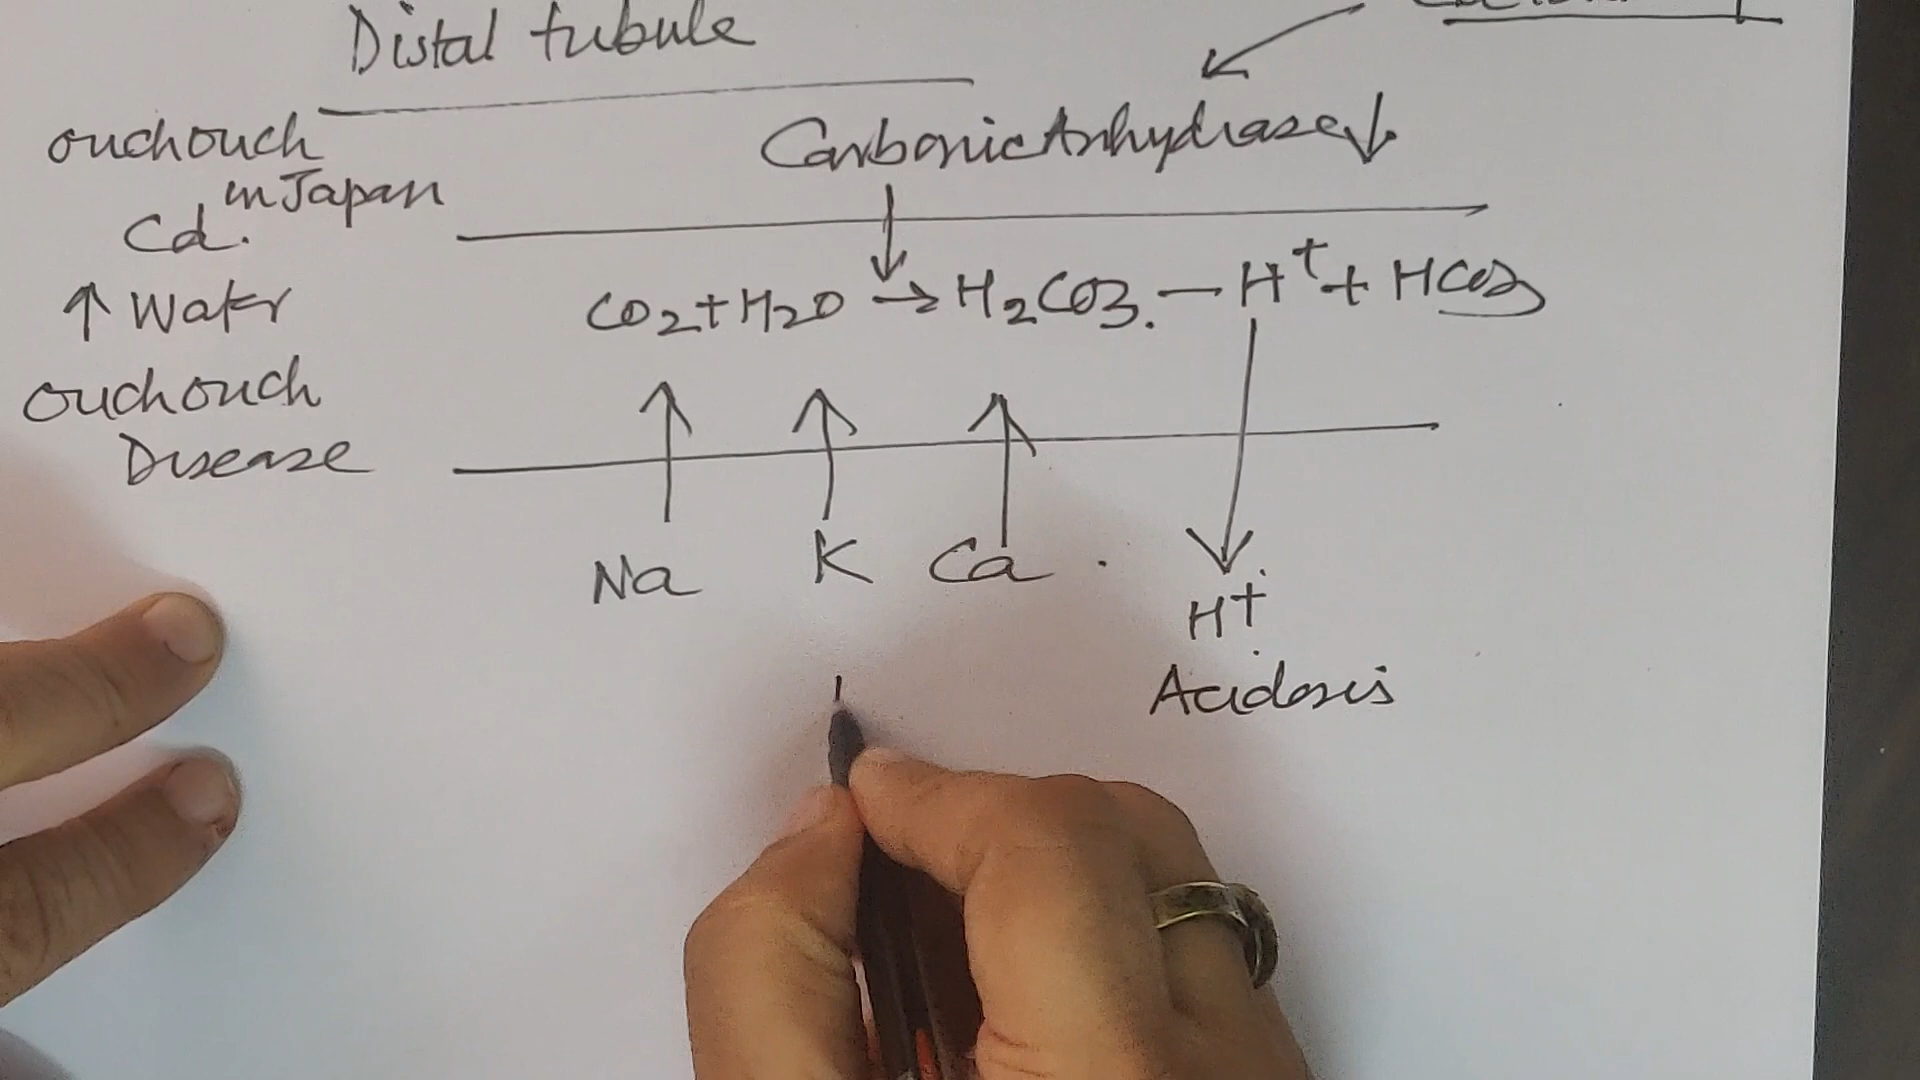 Distal tubule
ouchouch
in Japan
Cd.
↑ Water
ouchouch
Disease
Carbonic Anhydrase↓
CO2+H2O → H2CO3. — H+ + HCO3
Na K Ca .
H+
Acidosis